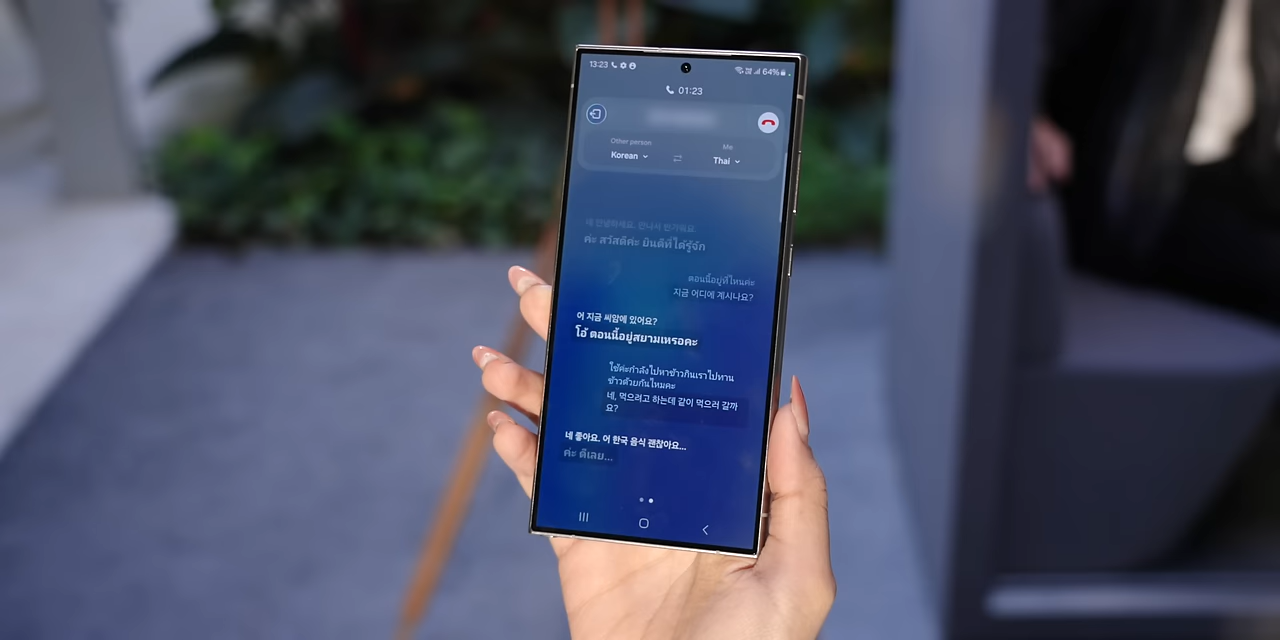 13:23
64%
01:23
Other person
Me
Korean
Thai
네 안녕하세요. 만나서 반가워요.
ค่ะ สวัสดีค่ะ ยินดีที่ได้รู้จัก
ตอนนี้อยู่ที่ไหนค่ะ
지금 어디에 계시나요?
어 지금 씨암에 있어요?
โอ้ ตอนนี้อยู่สยามเหรอคะ
ใช้ค่ะกำลังไปหาข้าวกินเราไปทาน
ข้าวด้วยกันไหมคะ
네, 먹으려고 하는데 같이 먹으러 갈까
요?
네 좋아요. 어 한국 음식 괜찮아요...
ค่ะ ดีเลย...